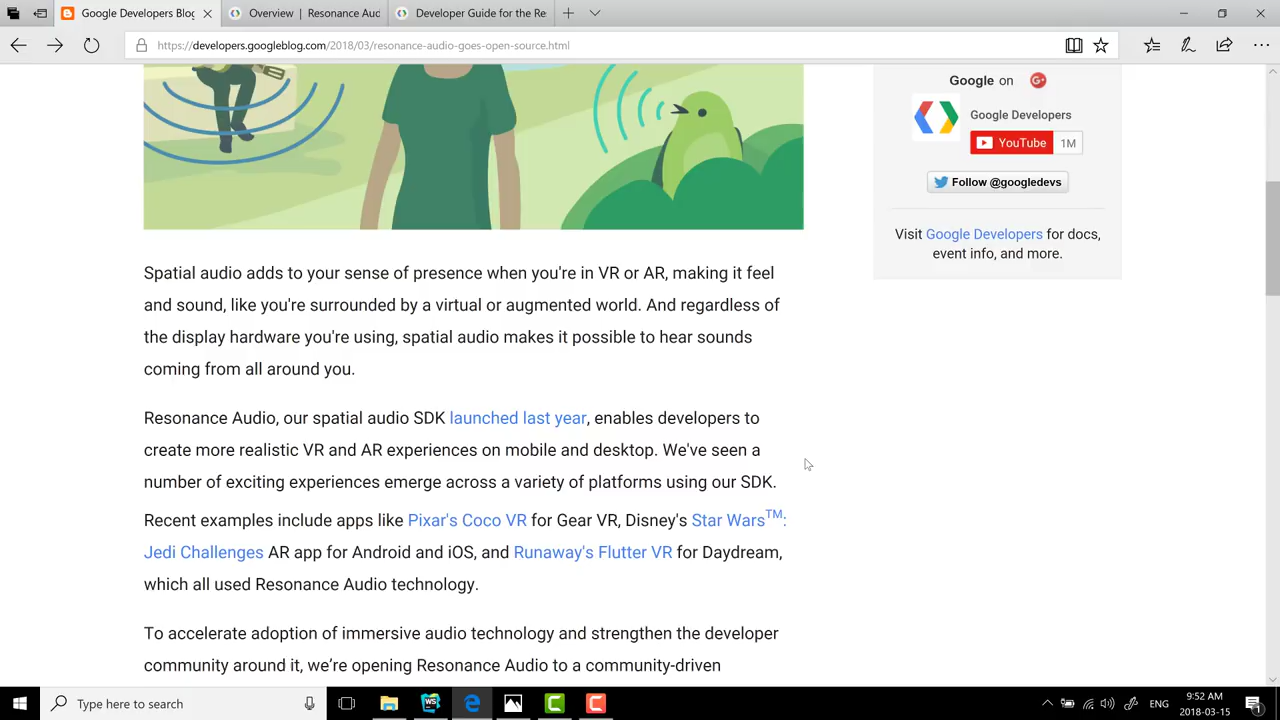 Google Developers Blog
Overview | Resonance Aud
Developer Guide for the Re
https://developers.googleblog.com/2018/03/resonance-audio-goes-open-source.html
Google on
G+
Google Developers
YouTube 1M
Follow @googledevs
Visit Google Developers for docs,
event info, and more.
Spatial audio adds to your sense of presence when you're in VR or AR, making it feel
and sound, like you're surrounded by a virtual or augmented world. And regardless of
the display hardware you're using, spatial audio makes it possible to hear sounds
coming from all around you.
Resonance Audio, our spatial audio SDK launched last year, enables developers to
create more realistic VR and AR experiences on mobile and desktop. We've seen a
number of exciting experiences emerge across a variety of platforms using our SDK.
Recent examples include apps like Pixar's Coco VR for Gear VR, Disney's Star Wars™:
Jedi Challenges AR app for Android and iOS, and Runaway's Flutter VR for Daydream,
which all used Resonance Audio technology.
To accelerate adoption of immersive audio technology and strengthen the developer
community around it, we're opening Resonance Audio to a community-driven
Type here to search
WS
C
C
ENG
9:52 AM
2018-03-15
1